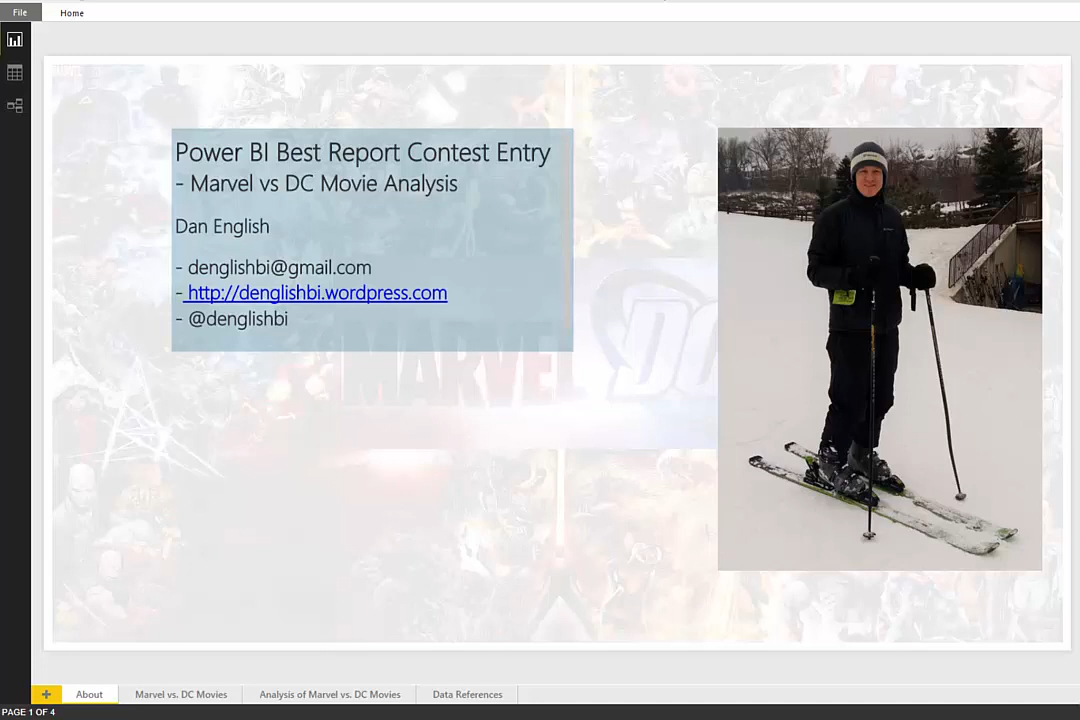 File
Home
Power BI Best Report Contest Entry
- Marvel vs DC Movie Analysis
Dan English
- denglishbi@gmail.com
- http://denglishbi.wordpress.com
- @denglishbi
MARVEL
DC
+
About
Marvel vs. DC Movies
Analysis of Marvel vs. DC Movies
Data References
PAGE 1 OF 4